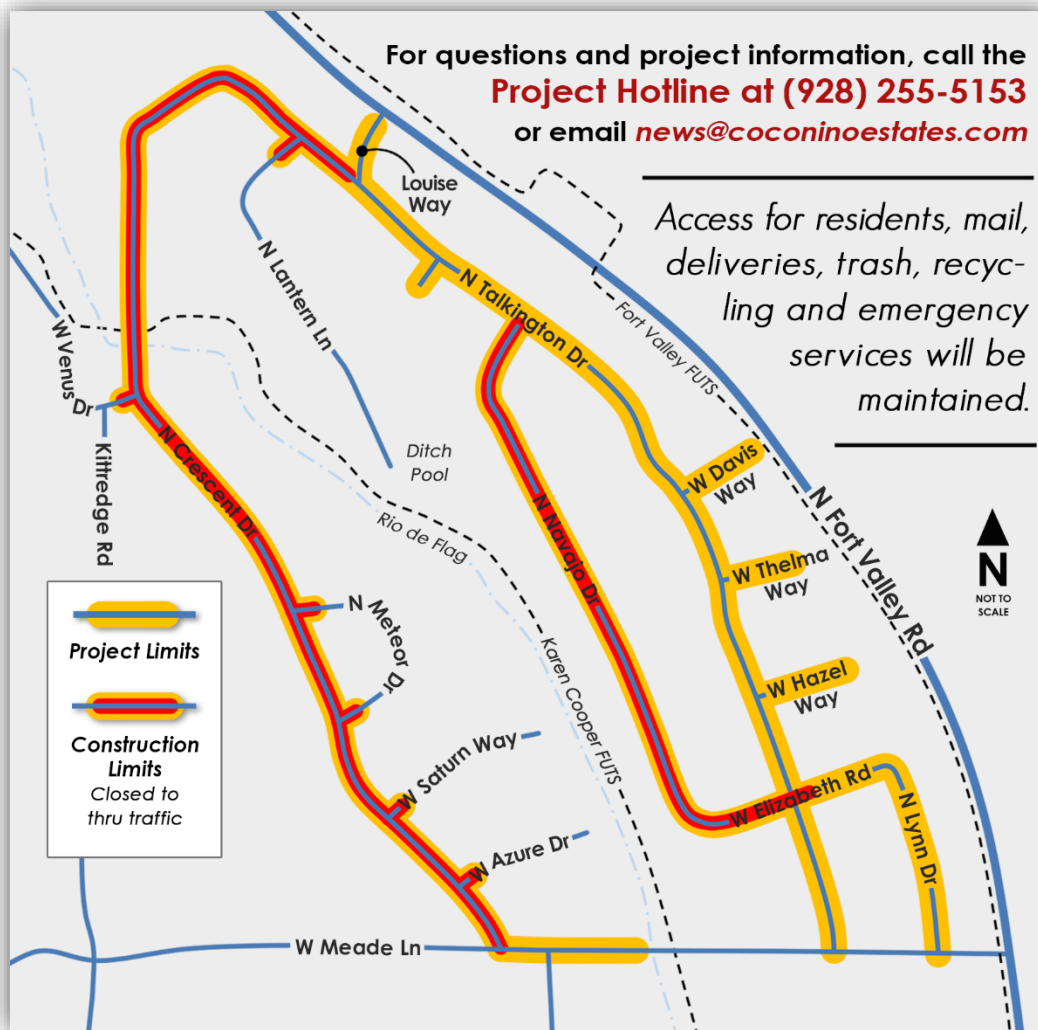 For questions and project information, call the
Project Hotline at (928) 255-5153
or email news@coconinoestates.com
Access for residents, mail,
deliveries, trash, recyc-
ling and emergency
services will be
maintained.
Louise
Way
N Lantern Ln
N Talkington Dr
Fort Valley FUTS
W Venus Dr
Kittredge Rd
N Crescent Dr
Ditch
Pool
Rio de Flag
N Navajo Dr
W Davis
Way
N Fort Valley Rd
W Thelma
Way
N
NOT TO
SCALE
N Meteor Dr
Karen Cooper FUTS
W Hazel
Way
Project Limits
Construction
Limits
Closed to
thru traffic
W Saturn Way
W Elizabeth Rd
N Lynn Dr
W Azure Dr
W Meade Ln